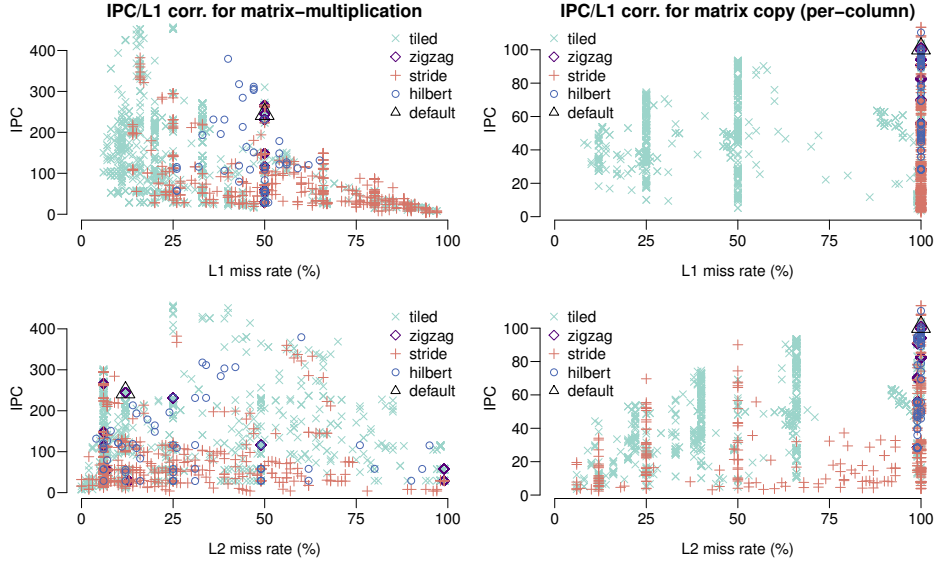 IPC/L1 corr. for matrix−multiplication
IPC
400
300
200
100
0
0 25 50 75 100
L1 miss rate (%)
tiled
zigzag
stride
hilbert
default
IPC/L1 corr. for matrix copy (per−column)
IPC
100
80
60
40
20
0
0 25 50 75 100
L1 miss rate (%)
tiled
zigzag
stride
hilbert
default
IPC
400
300
200
100
0
0 25 50 75 100
L2 miss rate (%)
tiled
zigzag
stride
hilbert
default
IPC
100
80
60
40
20
0
0 25 50 75 100
L2 miss rate (%)
tiled
zigzag
stride
hilbert
default